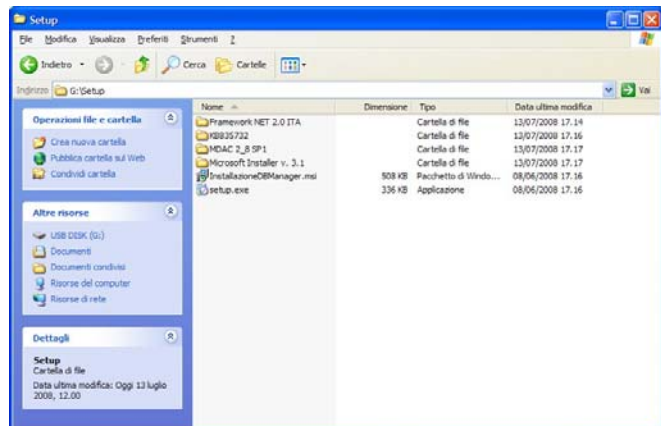 Setup
File Modifica Visualizza Preferiti Strumenti ?
Indietro Cerca Cartelle
Indirizzo G:\Setup Vai
Nome Dimensione Tipo Data ultima modifica
Framework NET 2.0 ITA Cartella di file 13/07/2008 17.14
KB835732 Cartella di file 13/07/2008 17.16
MDAC 2_8 SP1 Cartella di file 13/07/2008 17.17
Microsoft Installer v. 3.1 Cartella di file 13/07/2008 17.17
InstallazioneDBManager.msi 508 KB Pacchetto di Windo... 08/06/2008 17.16
setup.exe 336 KB Applicazione 08/06/2008 17.16
Operazioni file e cartella
Crea nuova cartella
Pubblica cartella sul Web
Condividi cartella
Altre risorse
USB DISK (G:)
Documenti
Documenti condivisi
Risorse del computer
Risorse di rete
Dettagli
Setup
Cartella di file
Data ultima modifica: Oggi 13 luglio
2008, 12.00